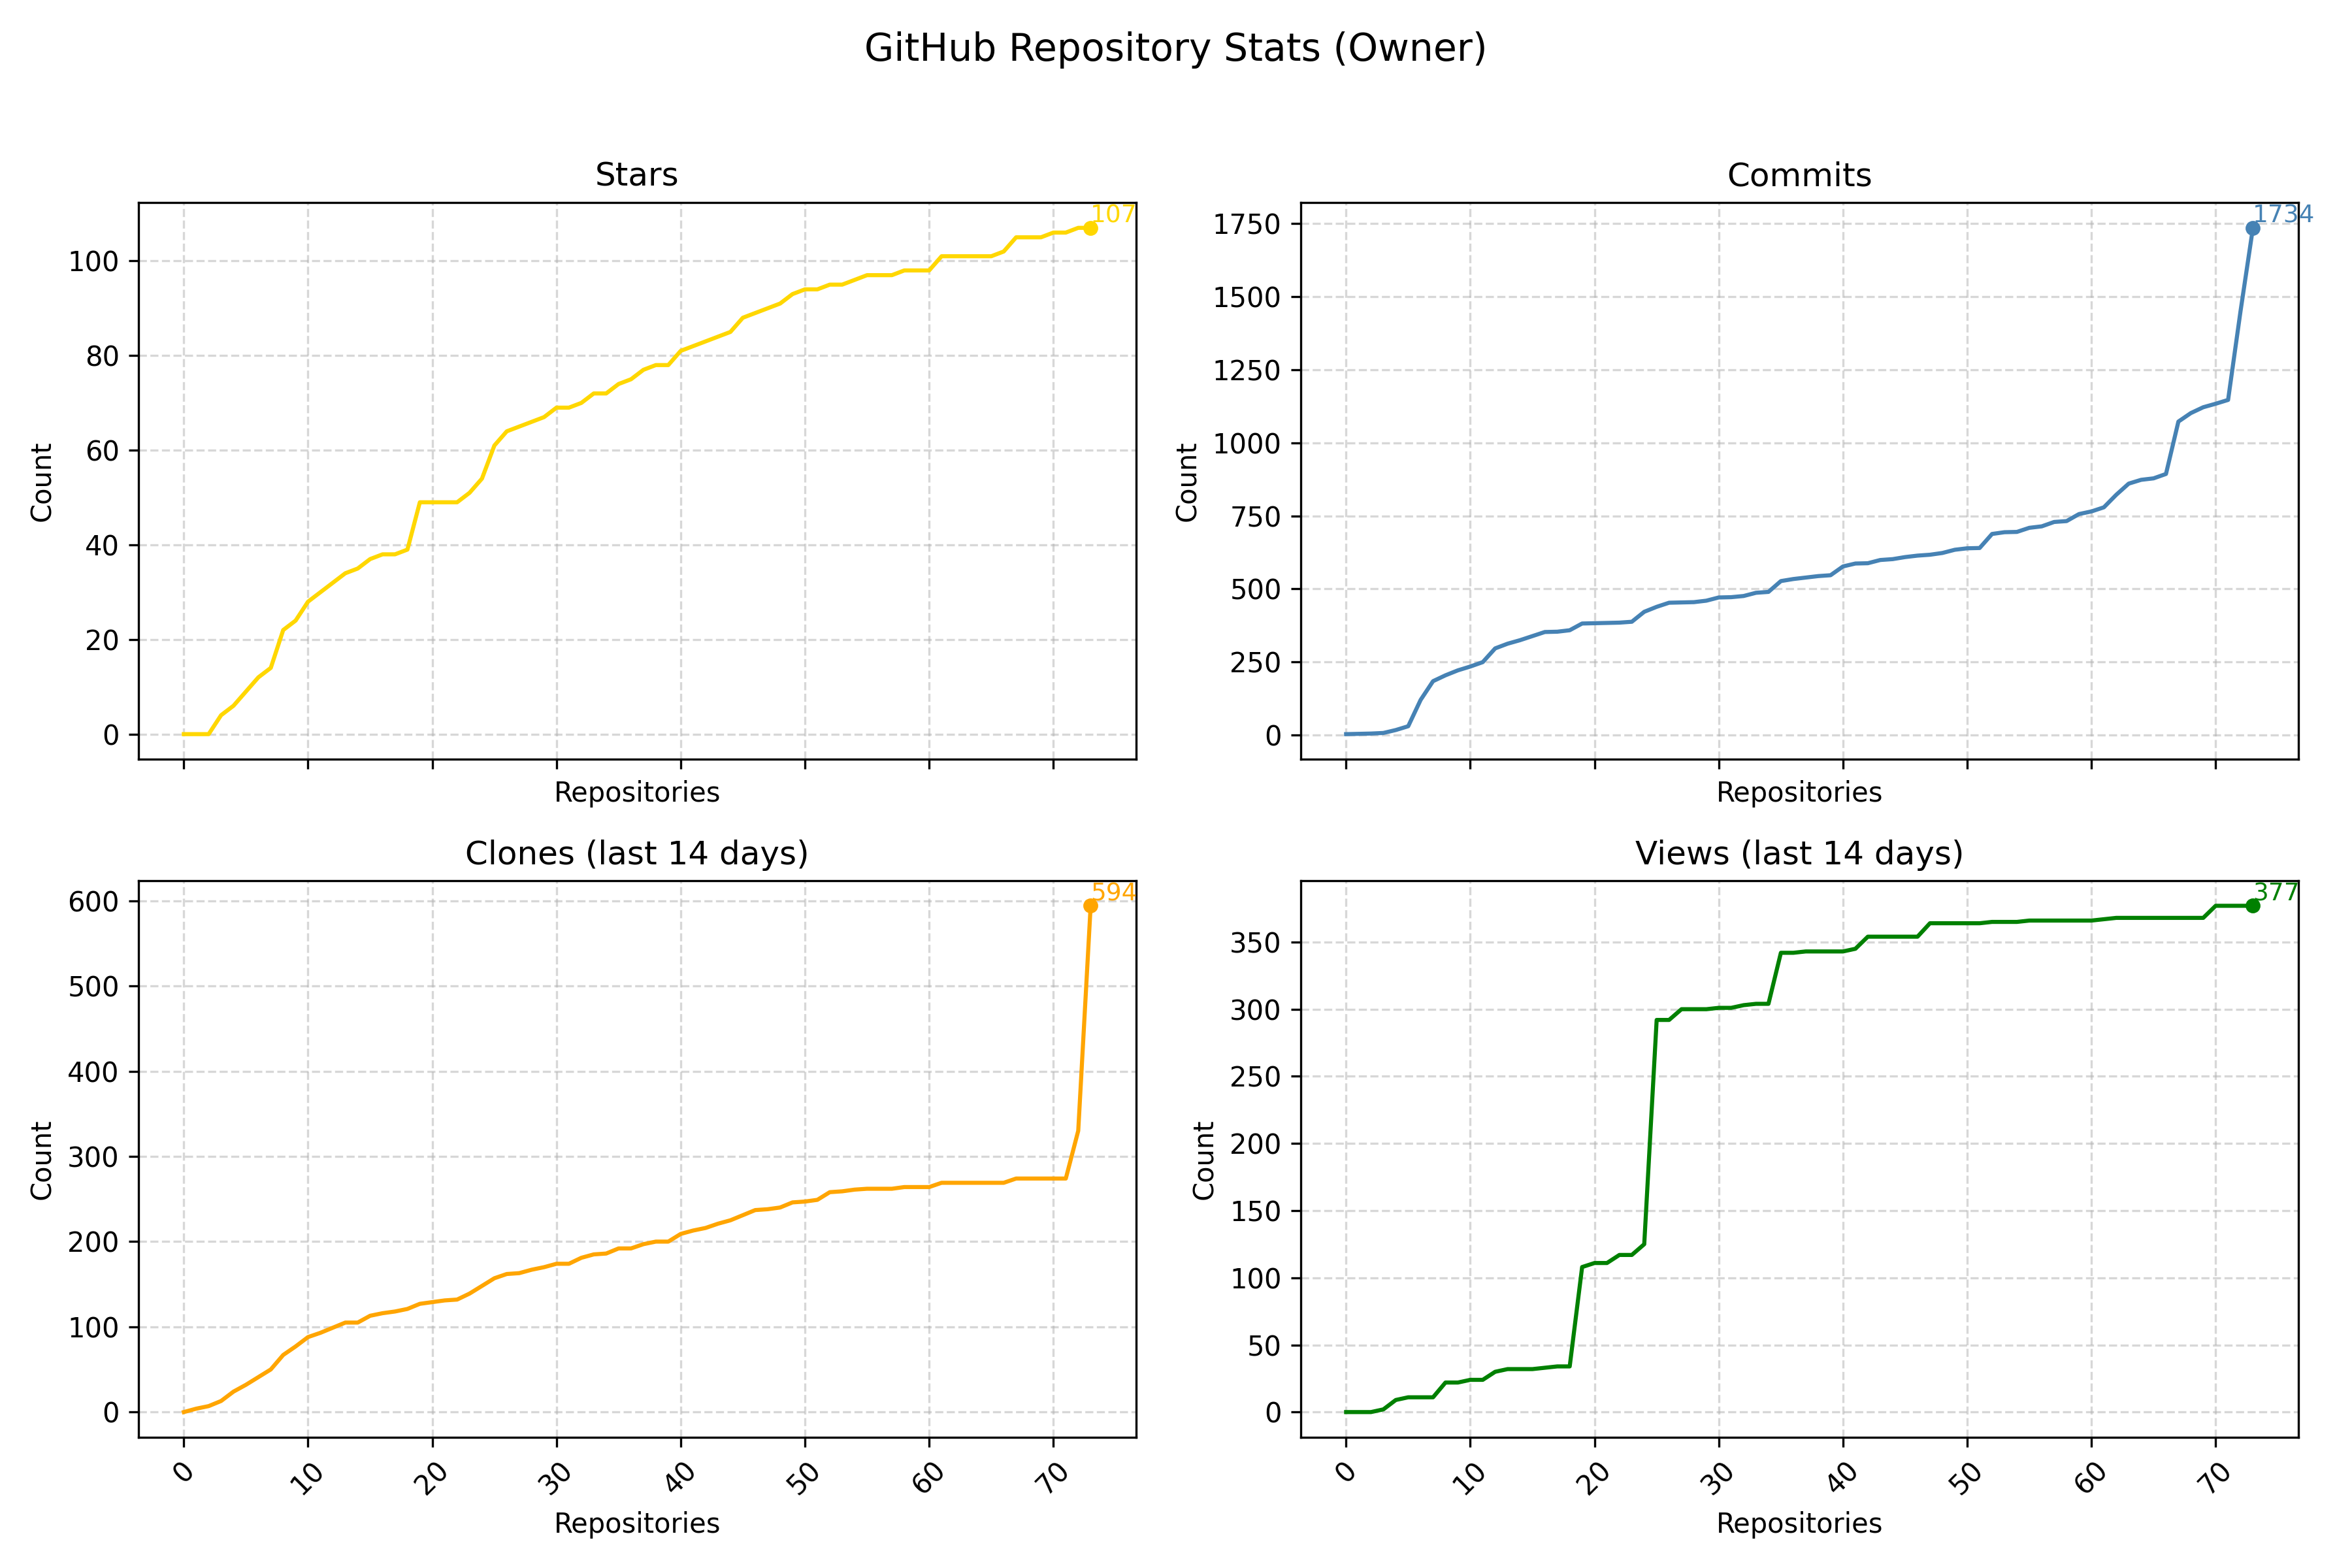 GitHub Repository Stats (Owner)
Stars
107
100
80
60
40
20
0
Count
Repositories
Commits
1734
1750
1500
1250
1000
750
500
250
0
Count
Repositories
Clones (last 14 days)
594
600
500
400
300
200
100
0
Count
0 10 20 30 40 50 60 70
Repositories
Views (last 14 days)
377
350
300
250
200
150
100
50
0
Count
0 10 20 30 40 50 60 70
Repositories